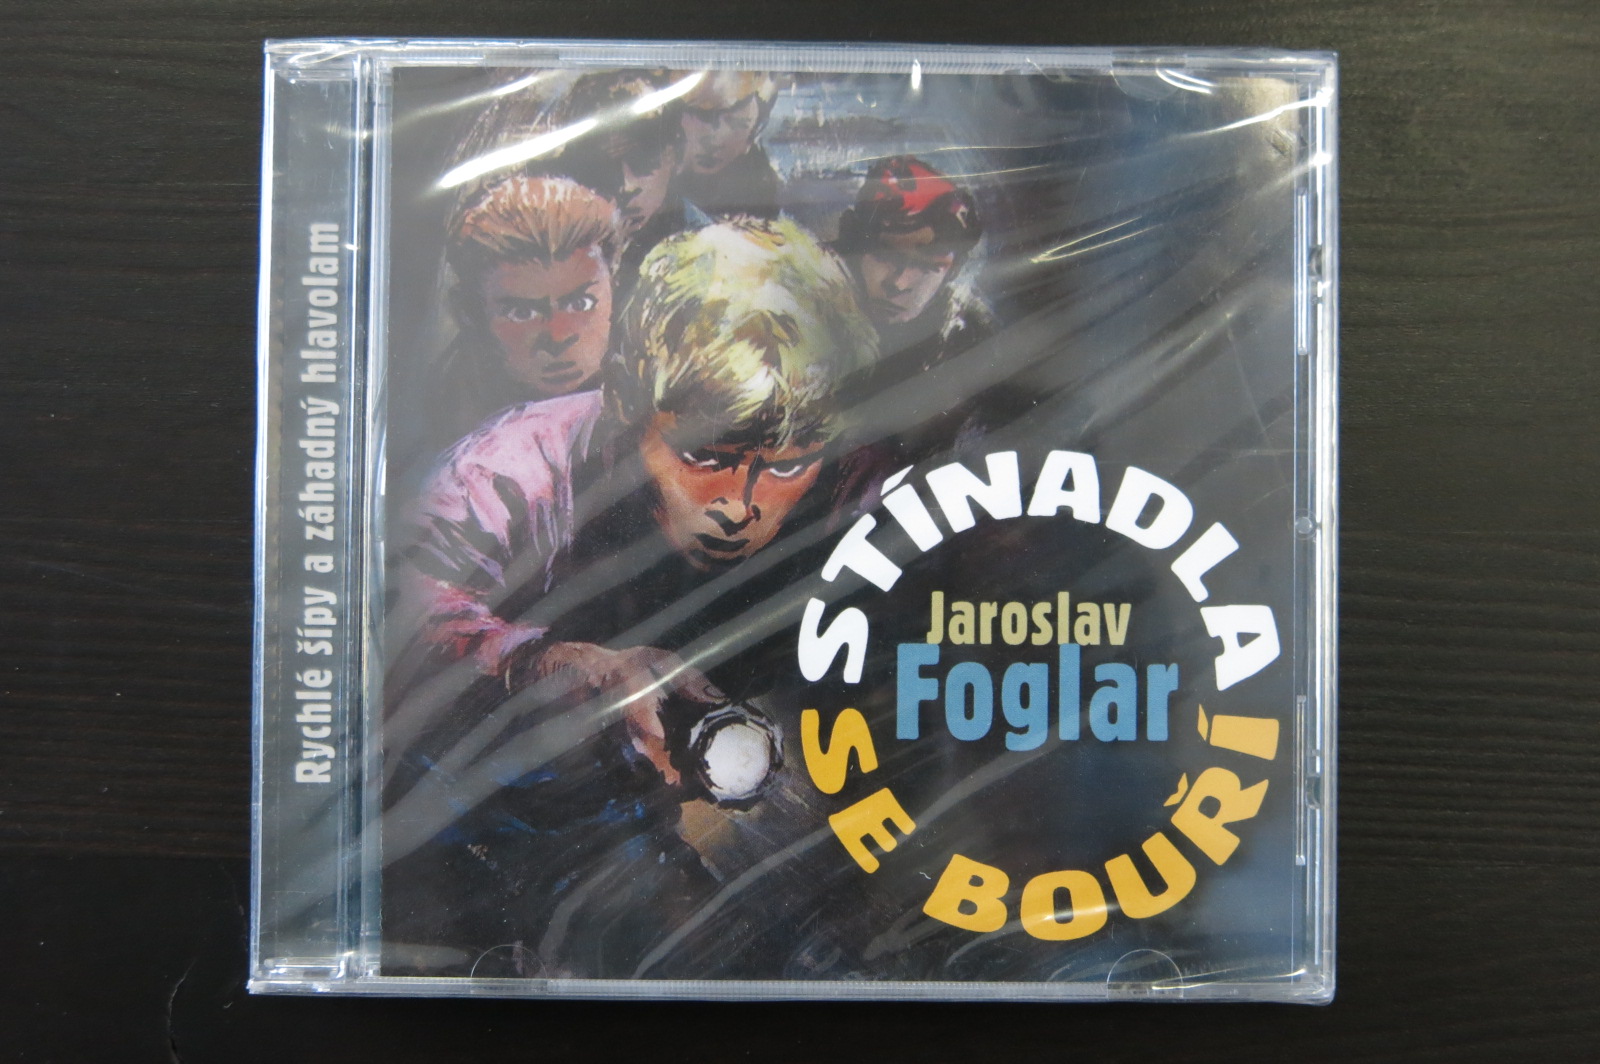 Rychlé šípy a záhadný hlavolam
STÍNADLA
SE BOUŘÍ
Jaroslav
Foglar